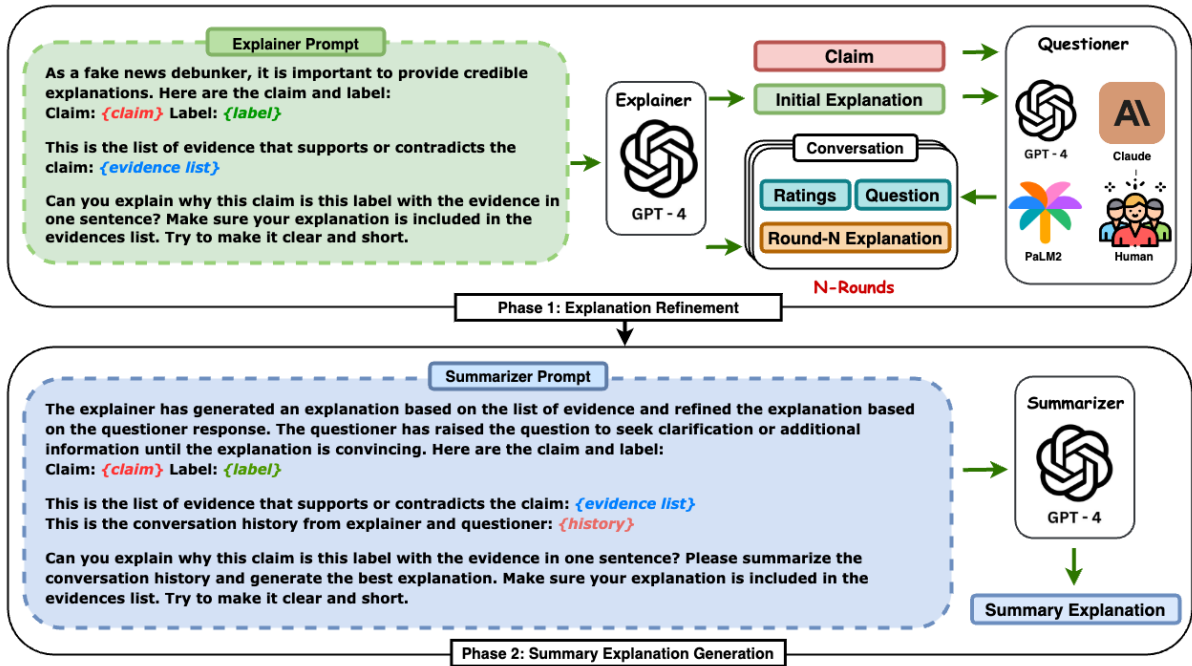 Explainer Prompt
As a fake news debunker, it is important to provide credible
explanations. Here are the claim and label:
Claim: {claim} Label: {label}
This is the list of evidence that supports or contradicts the
claim: {evidence list}
Can you explain why this claim is this label with the evidence in
one sentence? Make sure your explanation is included in the
evidences list. Try to make it clear and short.
Explainer
GPT - 4
Claim
Initial Explanation
Conversation
Ratings
Question
Round-N Explanation
N-Rounds
Questioner
GPT - 4
Claude
PaLM2
Human
Phase 1: Explanation Refinement
Summarizer Prompt
The explainer has generated an explanation based on the list of evidence and refined the explanation based
on the questioner response. The questioner has raised the question to seek clarification or additional
information until the explanation is convincing. Here are the claim and label:
Claim: {claim} Label: {label}
This is the list of evidence that supports or contradicts the claim: {evidence list}
This is the conversation history from explainer and questioner: {history}
Can you explain why this claim is this label with the evidence in one sentence? Please summarize the
conversation history and generate the best explanation. Make sure your explanation is included in the
evidences list. Try to make it clear and short.
Summarizer
GPT - 4
Summary Explanation
Phase 2: Summary Explanation Generation